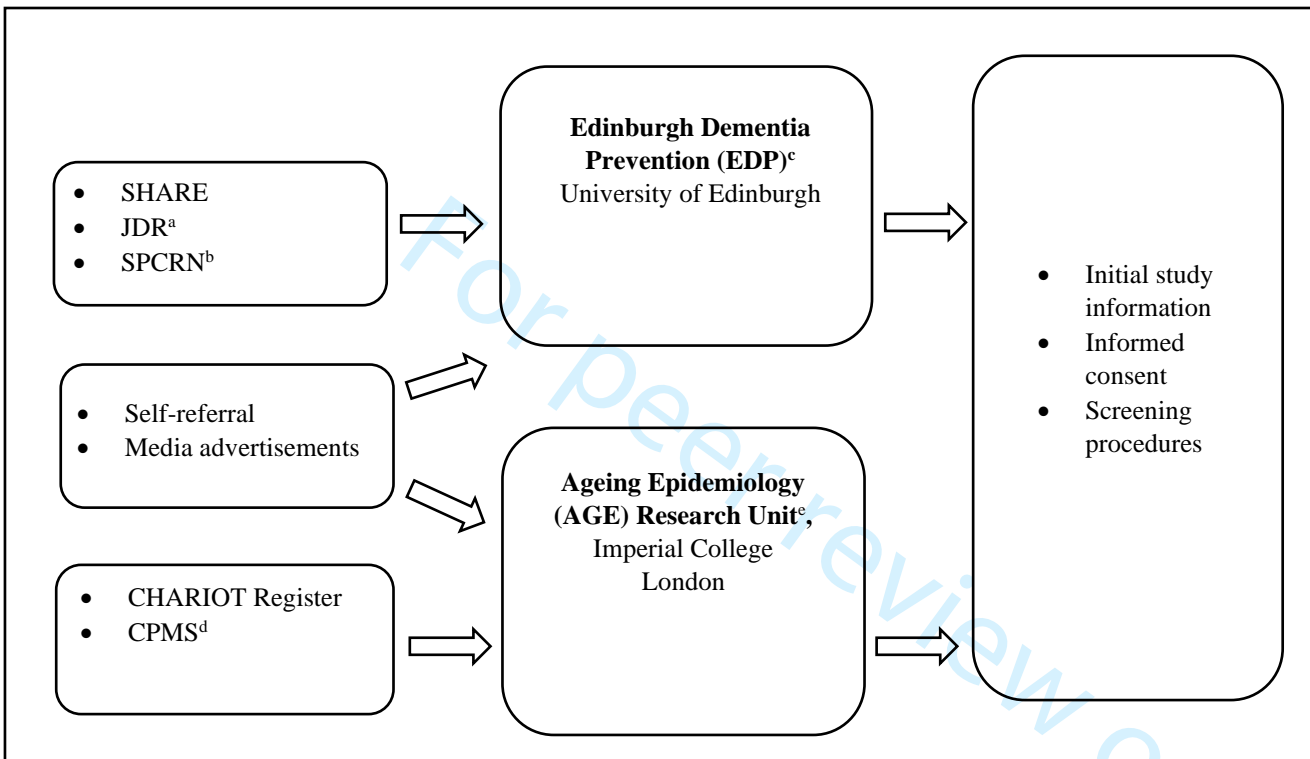 • SHARE
• JDRa
• SPCRNb
• Self-referral
• Media advertisements
• CHARIOT Register
• CPMSd
Edinburgh Dementia
Prevention (EDP)c
University of Edinburgh
Ageing Epidemiology
(AGE) Research Unite,
Imperial College
London
• Initial study
information
• Informed
consent
• Screening
procedures
For peer review o